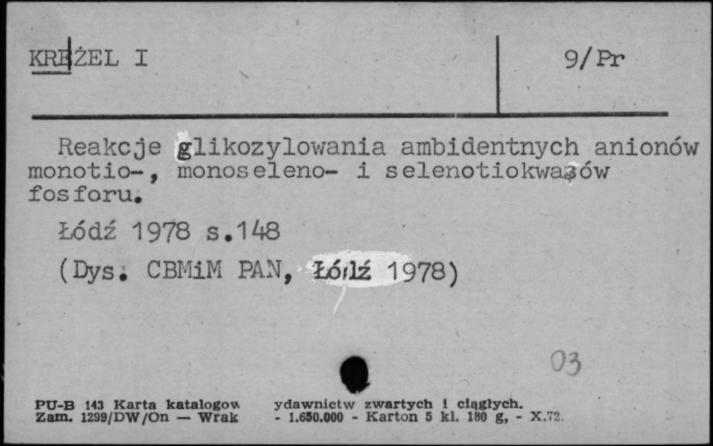 KRĘŻEL I 9/Pr
Reakcje glikozylowania ambidentnych anionów
monotio-, monoseleno- i selenotiokwasów
fosforu.
Łódź 1978 s.148
(Dys. CBMiM PAN, Łódź 1978)
03
PU-B 143 Karta katalogow ydawnictw zwartych i ciągłych.
Zam. 1299/DW/On — Wrak - 1.650.000 - Karton 5 kl. 180 g, - X.72.